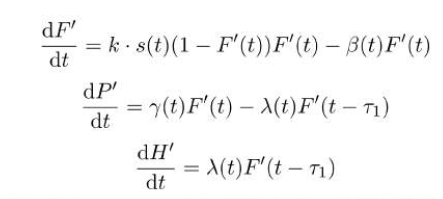 dF′/dt = k · s(t)(1 − F′(t))F′(t) − β(t)F′(t)
dP′/dt = γ(t)F′(t) − λ(t)F′(t − τ₁)
dH′/dt = λ(t)F′(t − τ₁)